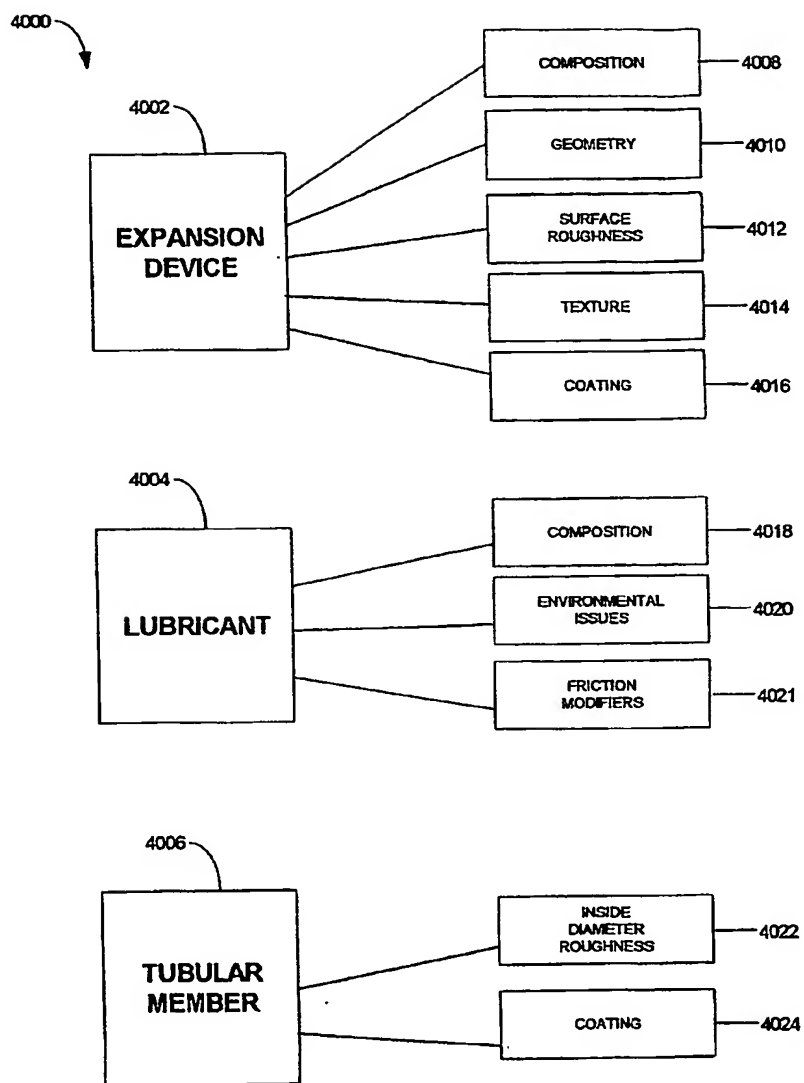 4000
4002
EXPANSION
DEVICE
COMPOSITION
4008
GEOMETRY
4010
SURFACE
ROUGHNESS
4012
TEXTURE
4014
COATING
4016
4004
LUBRICANT
COMPOSITION
4018
ENVIRONMENTAL
ISSUES
4020
FRICTION
MODIFIERS
4021
4006
TUBULAR
MEMBER
INSIDE
DIAMETER
ROUGHNESS
4022
COATING
4024